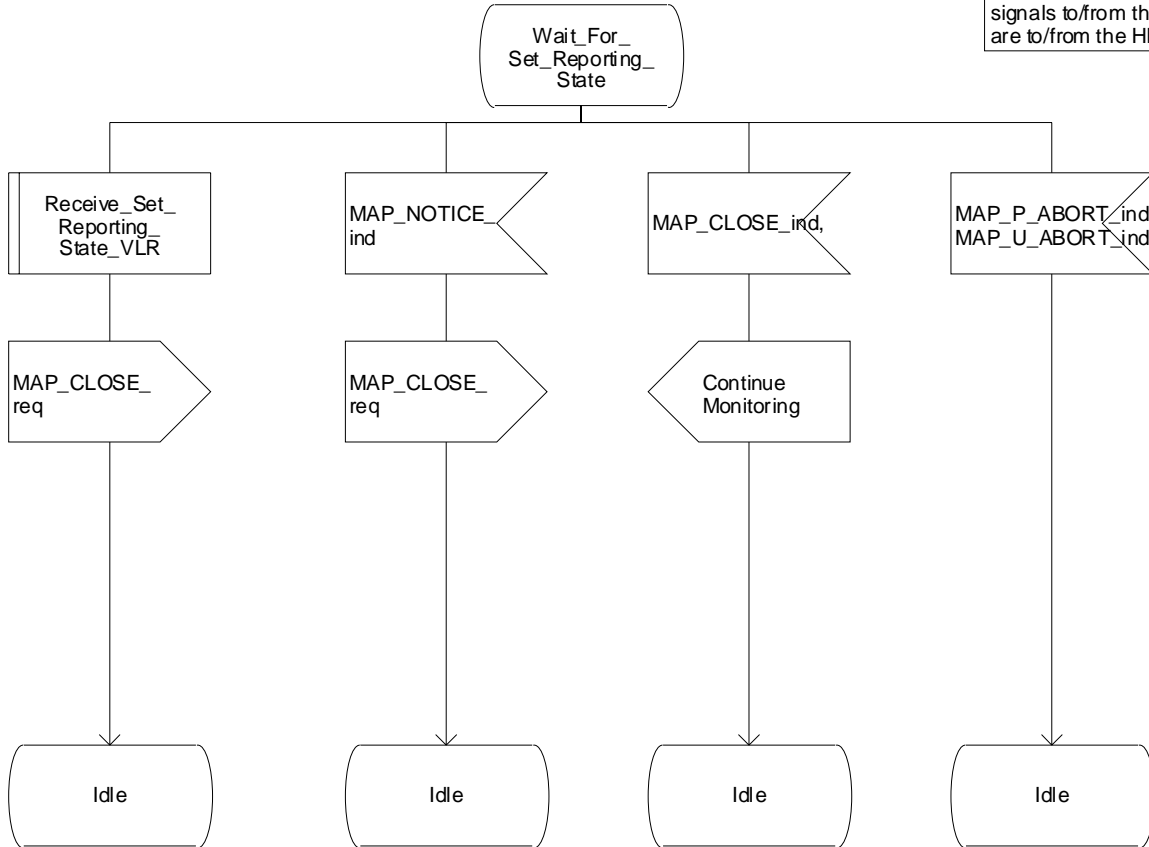 signals to/from th
are to/from the H
Wait_For_
Set_Reporting_
State
Receive_Set_
Reporting_
State_VLR
MAP_NOTICE_
ind
MAP_CLOSE_ind,
MAP_P_ABORT_ind
MAP_U_ABORT_ind
MAP_CLOSE_
req
MAP_CLOSE_
req
Continue
Monitoring
Idle
Idle
Idle
Idle